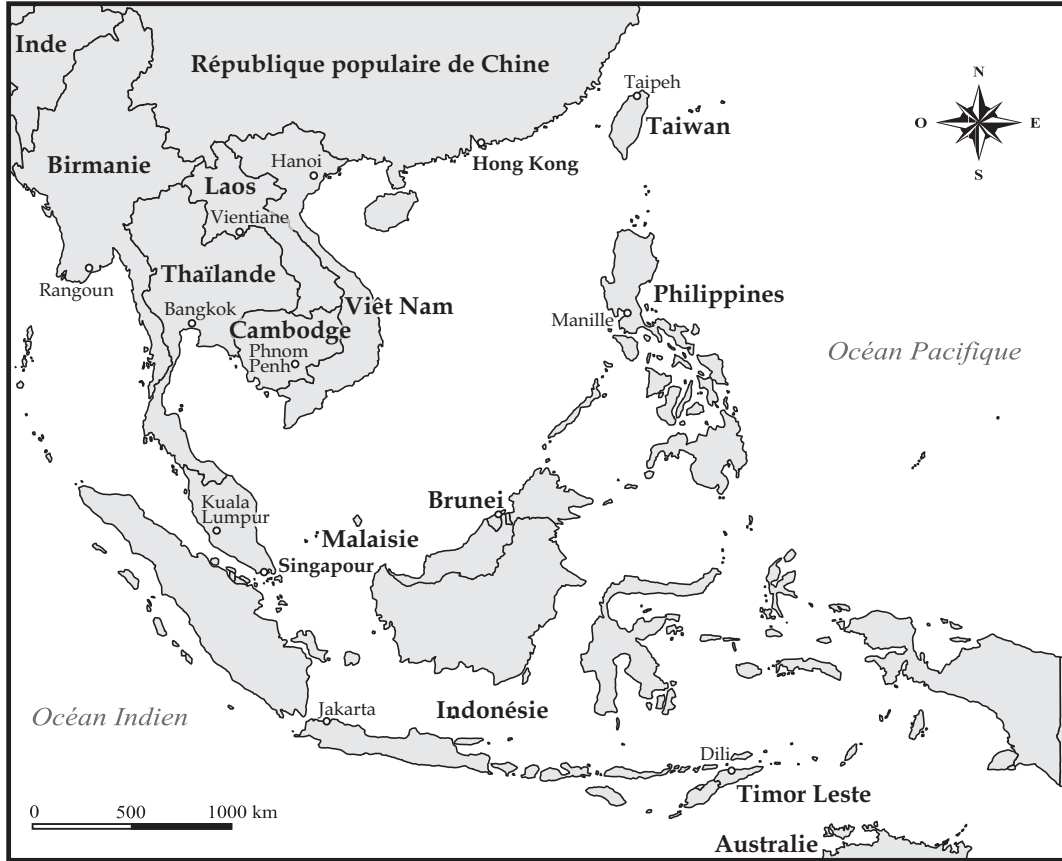 Inde
République populaire de Chine
Taipeh
Taiwan
N
O
E
S
Birmanie
Hanoi
Hong Kong
Laos
Vientiane
Rangoun
Thaïlande
Bangkok
Viêt Nam
Cambodge
Phnom
Penh
Philippines
Manille
Océan Pacifique
Kuala
Lumpur
Brunei
Malaisie
Singapour
Océan Indien
Jakarta
Indonésie
Dili
Timor Leste
0 500 1000 km
Australie